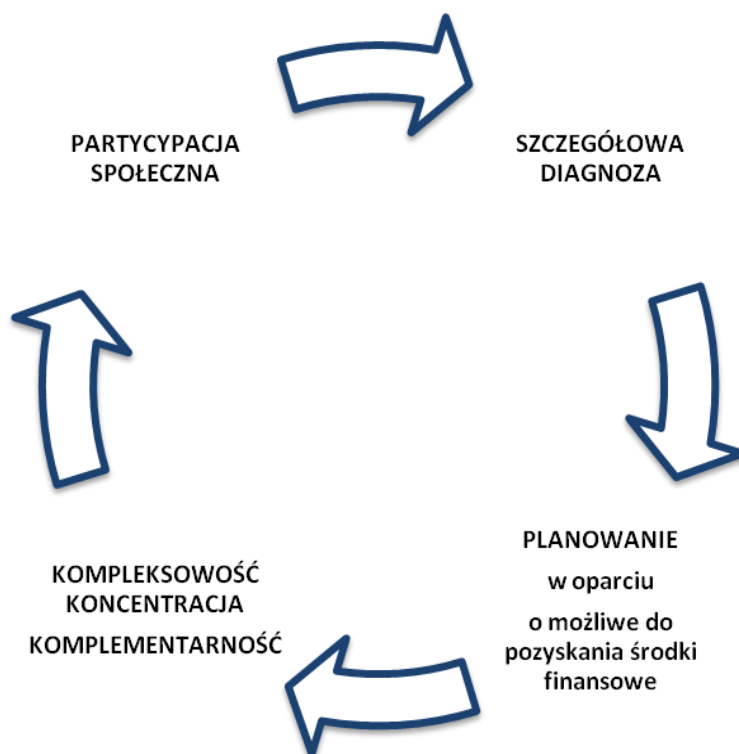 PARTYCYPACJA
SPOŁECZNA
SZCZEGÓŁOWA
DIAGNOZA
PLANOWANIE
w oparciu
o możliwe do
pozyskania środki
finansowe
KOMPLEKSOWOŚĆ
KONCENTRACJA
KOMPLEMENTARNOŚĆ